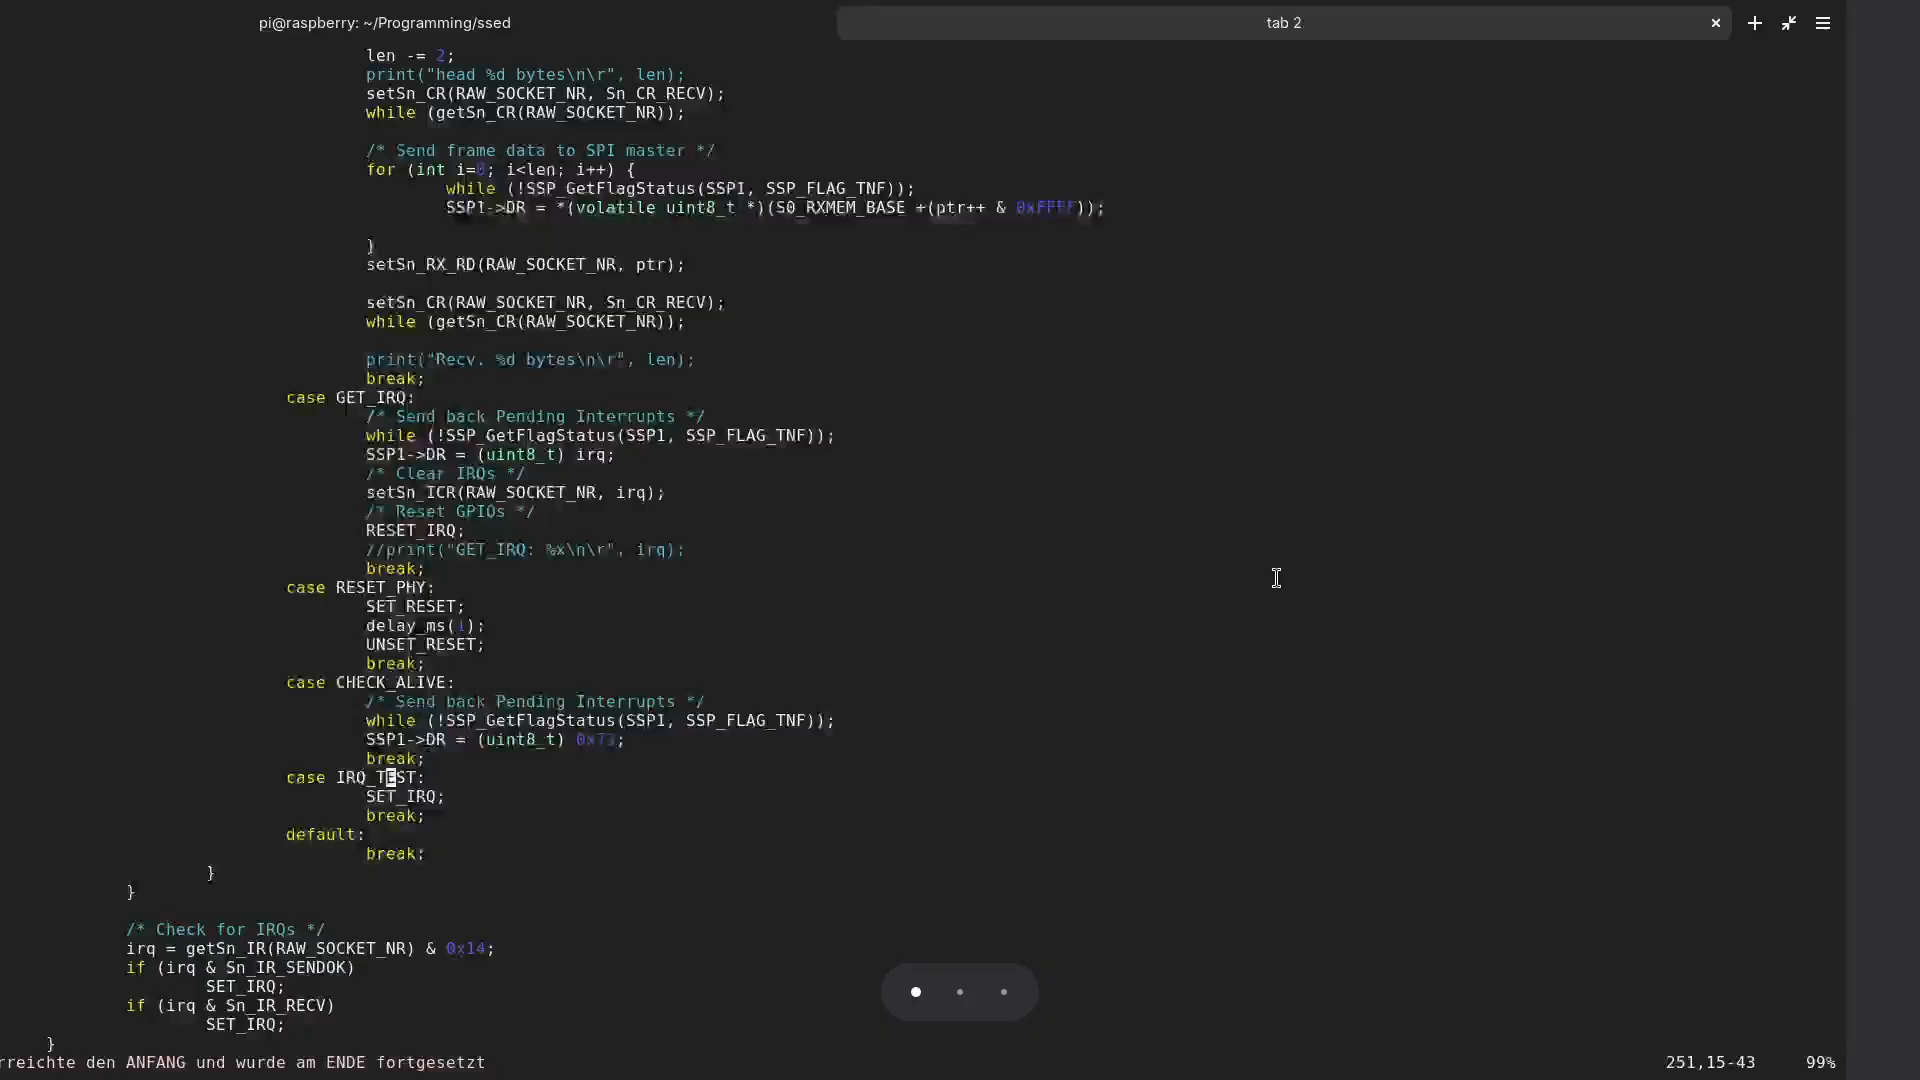 pi@raspberry: ~/Programming/ssed
tab 2
len -= 2;
print("head %d bytes\n\r", len);
setSn_CR(RAW_SOCKET_NR, Sn_CR_RECV);
while (getSn_CR(RAW_SOCKET_NR));
/* Send frame data to SPI master */
for (int i=0; i<len; i++) {
while (!SSP_GetFlagStatus(SSP1, SSP_FLAG_TNF));
SSP1->DR = *(volatile uint8_t *)(S0_RXMEM_BASE +(ptr++ & 0xFFFF));
}
setSn_RX_RD(RAW_SOCKET_NR, ptr);
setSn_CR(RAW_SOCKET_NR, Sn_CR_RECV);
while (getSn_CR(RAW_SOCKET_NR));
print("Recv. %d bytes\n\r", len);
break;
case GET_IRQ:
/* Send back Pending Interrupts */
while (!SSP_GetFlagStatus(SSP1, SSP_FLAG_TNF));
SSP1->DR = (uint8_t) irq;
/* Clear IRQs */
setSn_ICR(RAW_SOCKET_NR, irq);
/* Reset GPIOs */
RESET_IRQ;
//print("GET_IRQ: %x\n\r", irq);
break;
case RESET_PHY:
SET_RESET;
delay_ms(1);
UNSET_RESET;
break;
case CHECK_ALIVE:
/* Send back Pending Interrupts */
while (!SSP_GetFlagStatus(SSP1, SSP_FLAG_TNF));
SSP1->DR = (uint8_t) 0x73;
break;
case IRQ_TEST:
SET_IRQ;
break;
default:
break;
}
}
/* Check for IRQs */
irq = getSn_IR(RAW_SOCKET_NR) & 0x14;
if (irq & Sn_IR_SENDOK)
SET_IRQ;
if (irq & Sn_IR_RECV)
SET_IRQ;
}
rreichte den ANFANG und wurde am ENDE fortgesetzt
251,15-43
99%